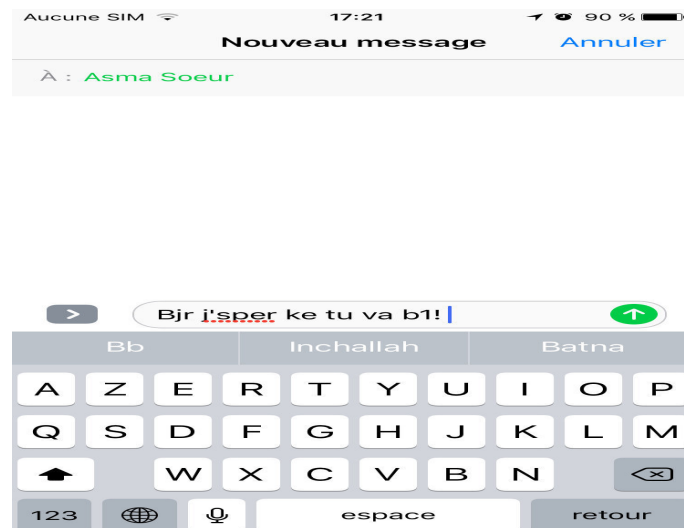 Aucune SIM 17:21 90 %
Nouveau message Annuler
À : Asma Soeur
Bjr j'sper ke tu va b1!
Bb Inchallah Batna
A Z E R T Y U I O P
Q S D F G H J K L M
W X C V B N
123 espace retour